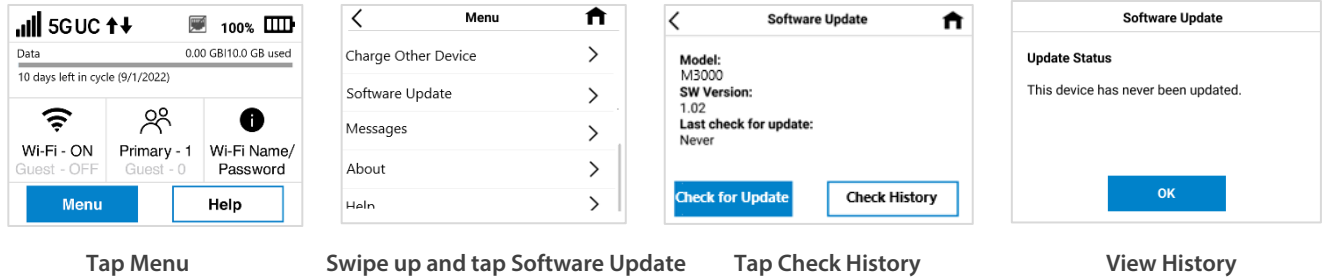 5G UC 100%
Data 0.00 GB|10.0 GB used
10 days left in cycle (9/1/2022)
Wi-Fi - ON
Guest - OFF
Primary - 1
Guest - 0
Wi-Fi Name/
Password
Menu
Help
Menu
Charge Other Device
Software Update
Messages
About
Help
Software Update
Model:
M3000
SW Version:
1.02
Last check for update:
Never
Check for Update
Check History
Software Update
Update Status
This device has never been updated.
OK
Tap Menu
Swipe up and tap Software Update
Tap Check History
View History